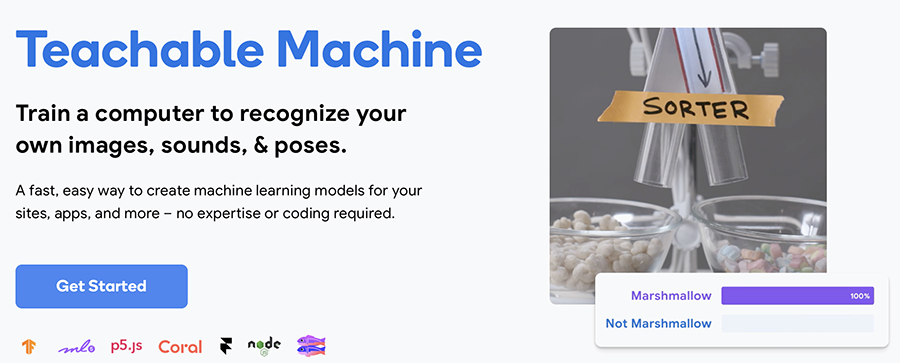 Teachable Machine
Train a computer to recognize your
own images, sounds, & poses.
A fast, easy way to create machine learning models for your
sites, apps, and more – no expertise or coding required.
Get Started
p5.js Coral node
SORTER
Marshmallow 100%
Not Marshmallow